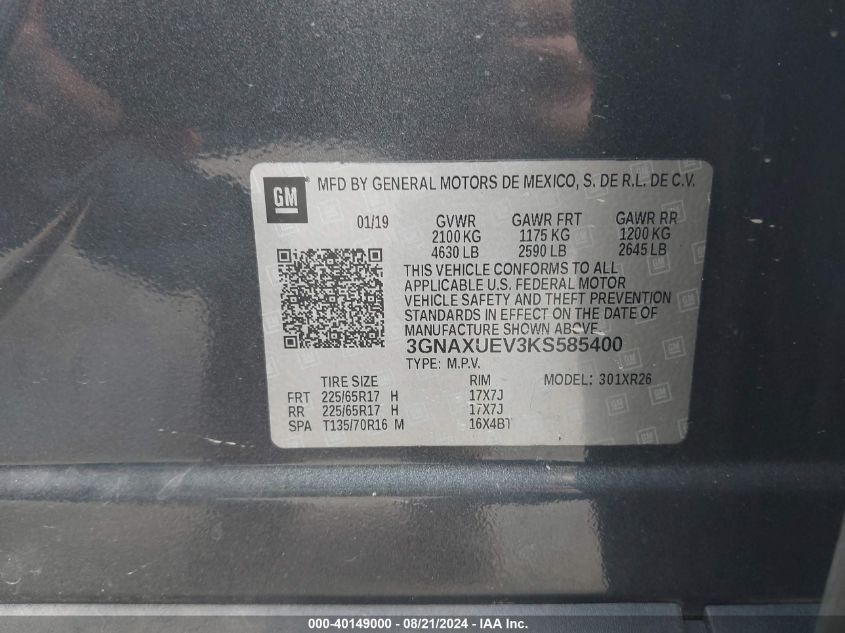 GM
® MFD BY GENERAL MOTORS DE MEXICO, S. DE R.L. DE C.V.
01/19 GVWR GAWR FRT GAWR RR
2100 KG 1175 KG 1200 KG
4630 LB 2590 LB 2645 LB
THIS VEHICLE CONFORMS TO ALL
APPLICABLE U.S. FEDERAL MOTOR
VEHICLE SAFETY AND THEFT PREVENTION
STANDARDS IN EFFECT ON THE DATE OF
MANUFACTURE SHOWN ABOVE.
3GNAXUEV3KS585400
TYPE: M.P.V.
TIRE SIZE RIM MODEL: 301XR26
FRT 225/65R17 H 17X7J
RR 225/65R17 H 17X7J
SPA T135/70R16 M 16X4BT
000-40149000 - 08/21/2024 - Copyright © IAA, Inc.